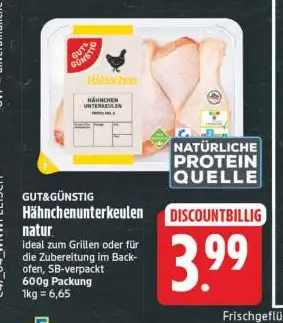 GUT&
GÜNSTIG
Hähnchen
HÄHNCHEN
UNTERKEULEN
NATÜRLICHE
PROTEIN
QUELLE
GUT&GÜNSTIG
Hähnchenunterkeulen
natur
ideal zum Grillen oder für
die Zubereitung im Back-
ofen, SB-verpackt
600g Packung
1kg = 6,65
DISCOUNTBILLIG
3.99
Frischgeflü